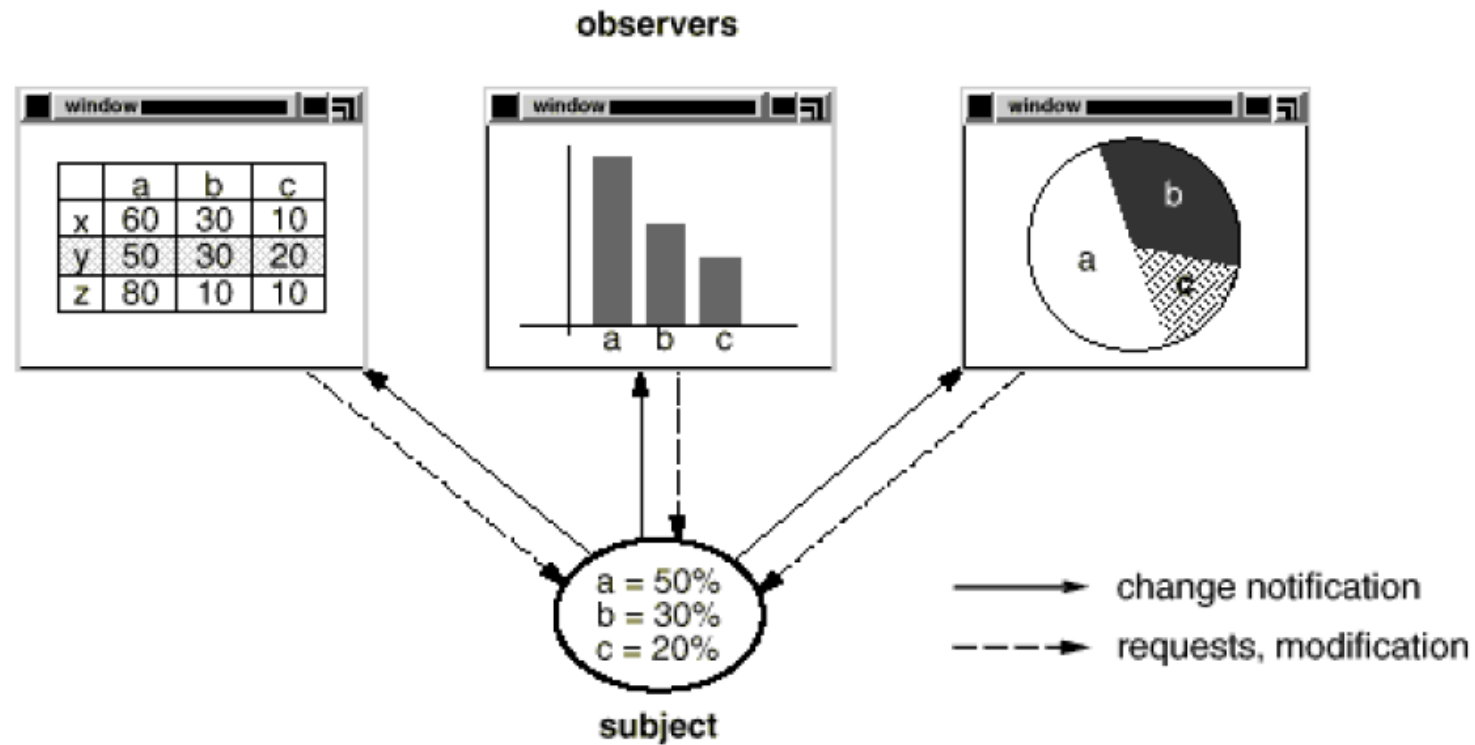 observers
window
a b c
x 60 30 10
y 50 30 20
z 80 10 10
window
a b c
window
b
a
c
a = 50%
b = 30%
c = 20%
subject
change notification
requests, modification